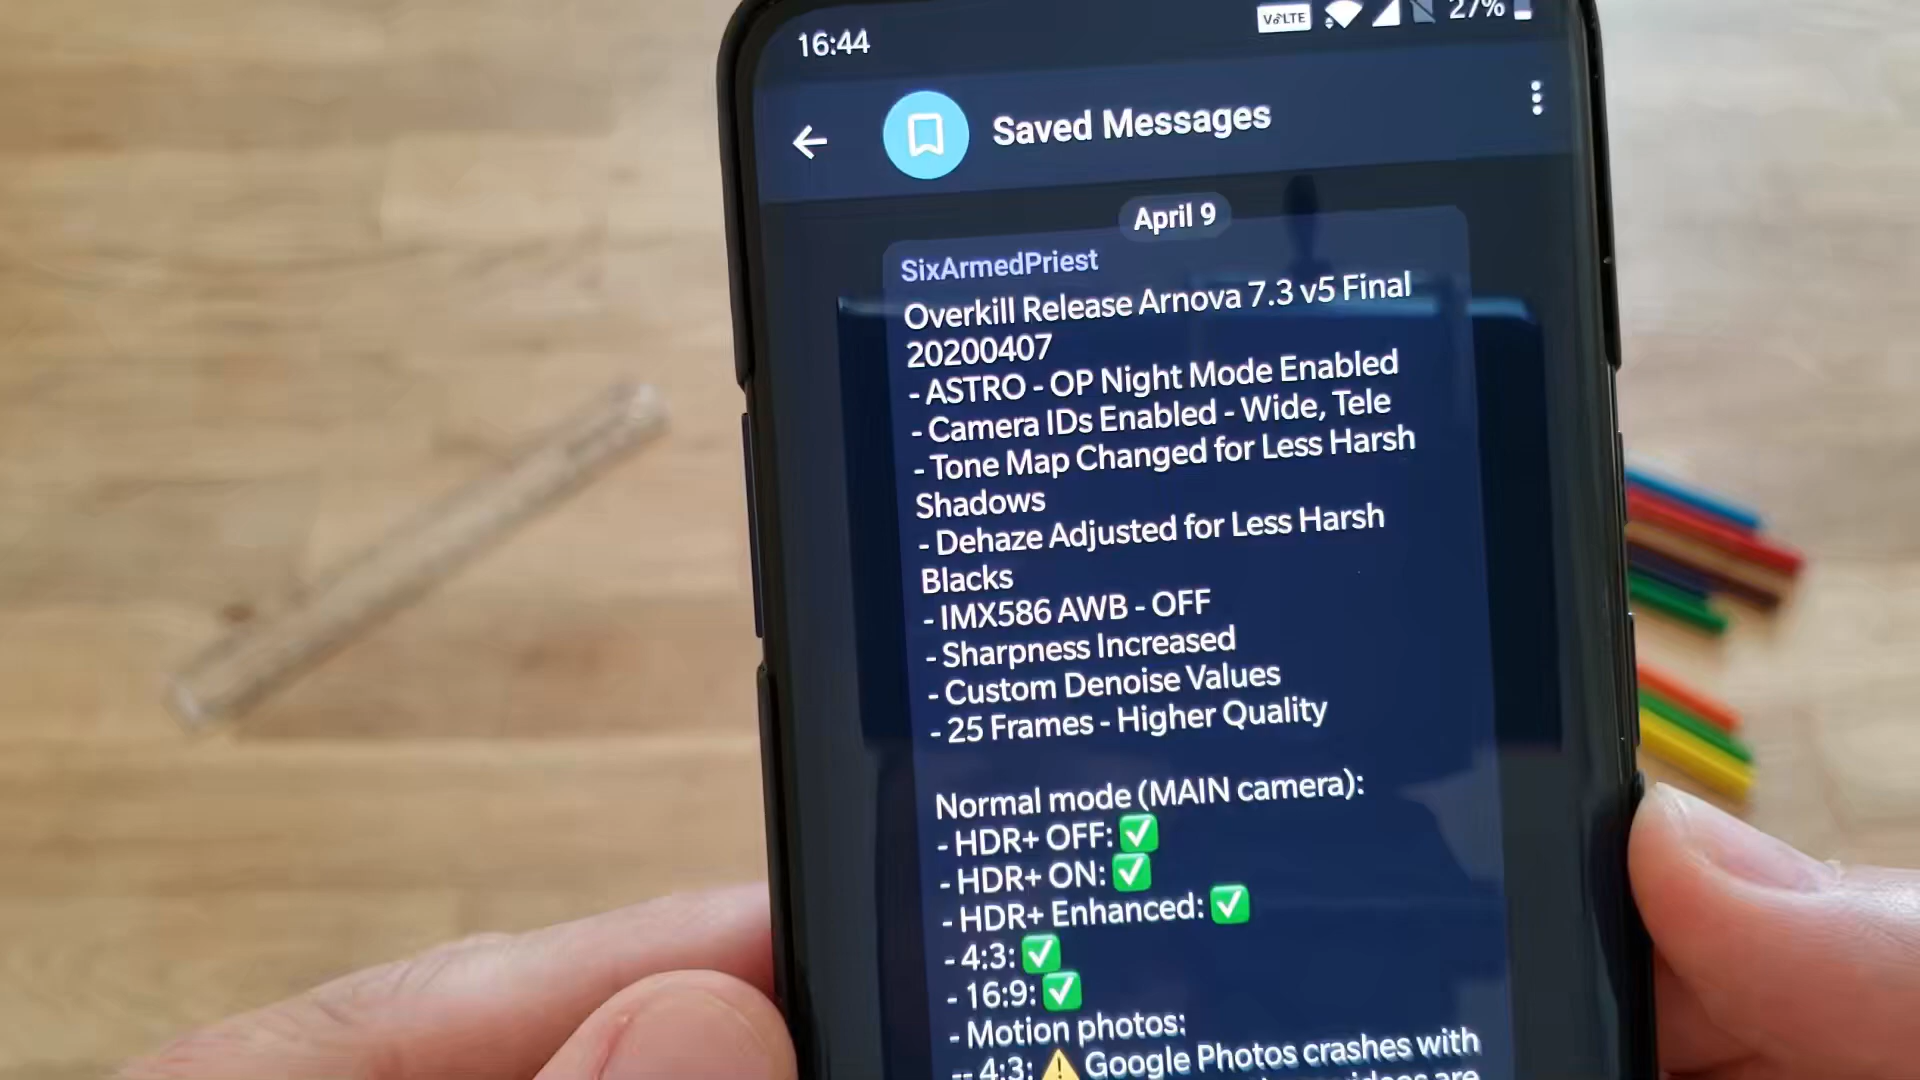 16:44 VoLTE 27%
Saved Messages
April 9
SixArmedPriest
Overkill Release Arnova 7.3 v5 Final
20200407
- ASTRO - OP Night Mode Enabled
- Camera IDs Enabled - Wide, Tele
- Tone Map Changed for Less Harsh
Shadows
- Dehaze Adjusted for Less Harsh
Blacks
- IMX586 AWB - OFF
- Sharpness Increased
- Custom Denoise Values
- 25 Frames - Higher Quality
Normal mode (MAIN camera):
- HDR+ OFF: ✅
- HDR+ ON: ✅
- HDR+ Enhanced: ✅
- 4:3: ✅
- 16:9: ✅
- Motion photos:
-- 4:3: ⚠️ Google Photos crashes with
videos are